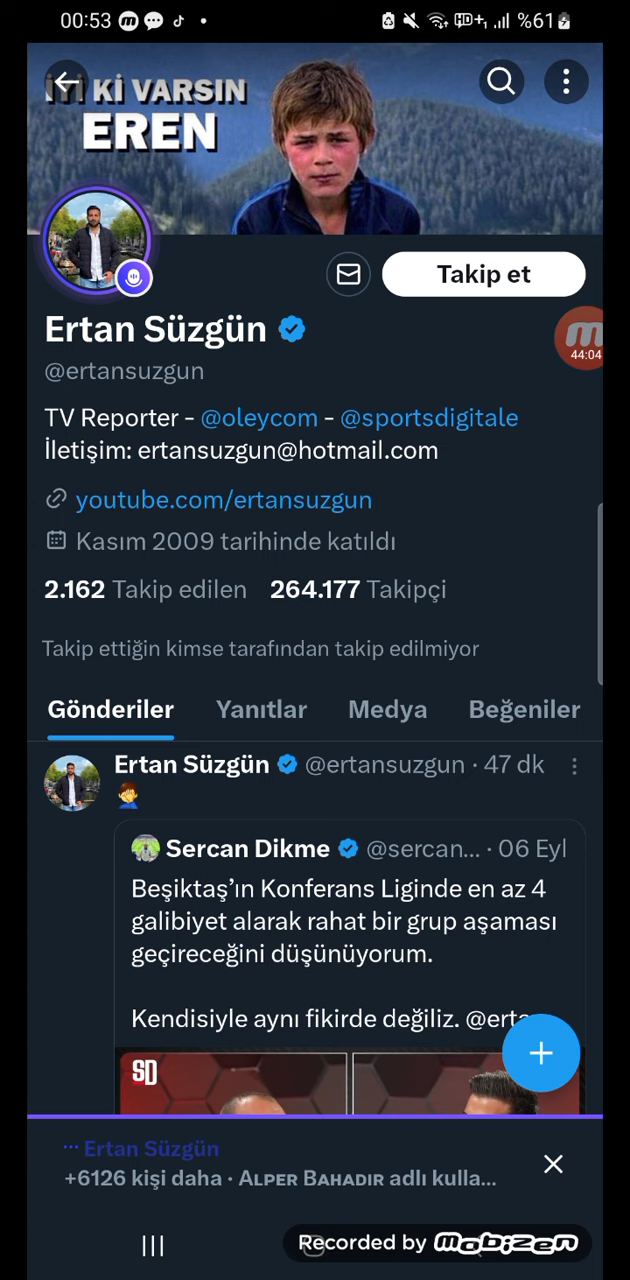 00:53 %61
İYİ Kİ VARSIN
EREN
Takip et
Ertan Süzgün
@ertansuzgun
44:04
TV Reporter - @oleycom - @sportsdigitale
İletişim: ertansuzgun@hotmail.com
youtube.com/ertansuzgun
Kasım 2009 tarihinde katıldı
2.162 Takip edilen 264.177 Takipçi
Takip ettiğin kimse tarafından takip edilmiyor
Gönderiler Yanıtlar Medya Beğeniler
Ertan Süzgün @ertansuzgun · 47 dk
Sercan Dikme @sercan... · 06 Eyl
Beşiktaş’ın Konferans Liginde en az 4
galibiyet alarak rahat bir grup aşaması
geçireceğini düşünüyorum.
Kendisiyle aynı fikirde değiliz. @erta
SD
Ertan Süzgün
+6126 kişi daha · ALPER BAHADIR adlı kulla...
Recorded by mobizen